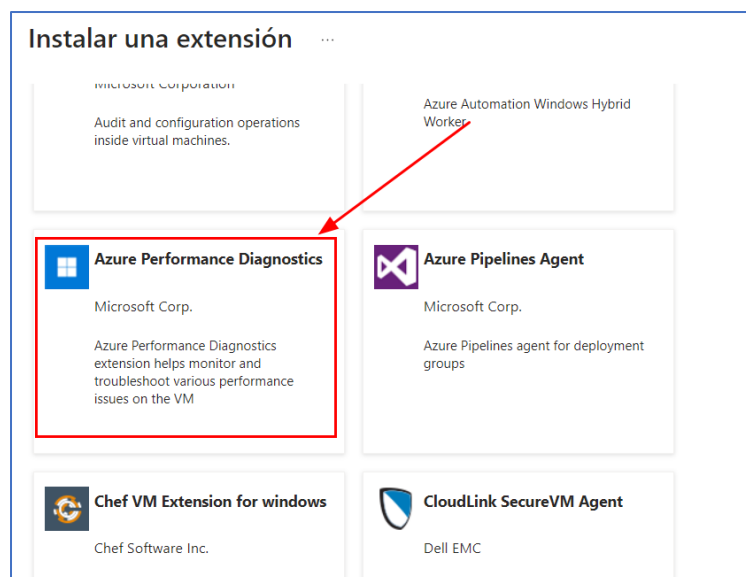 Instalar una extensión ...
Microsoft Corporation
Audit and configuration operations
inside virtual machines.
Azure Automation Windows Hybrid
Worker
Azure Performance Diagnostics
Microsoft Corp.
Azure Performance Diagnostics
extension helps monitor and
troubleshoot various performance
issues on the VM
Azure Pipelines Agent
Microsoft Corp.
Azure Pipelines agent for deployment
groups
Chef VM Extension for windows
Chef Software Inc.
CloudLink SecureVM Agent
Dell EMC